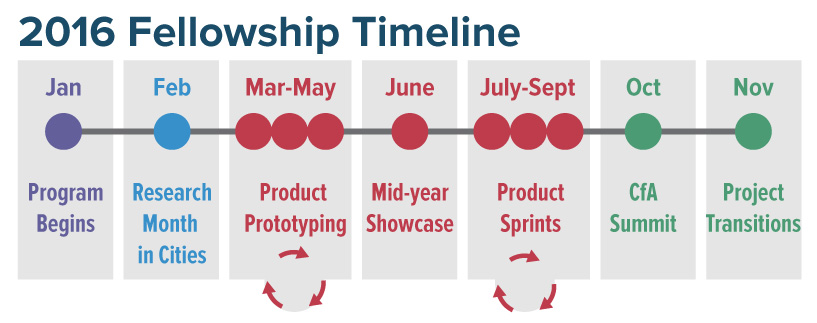 2016 Fellowship Timeline
Jan
Program
Begins
Feb
Research
Month
in Cities
Mar-May
Product
Prototyping
June
Mid-year
Showcase
July-Sept
Product
Sprints
Oct
CfA
Summit
Nov
Project
Transitions